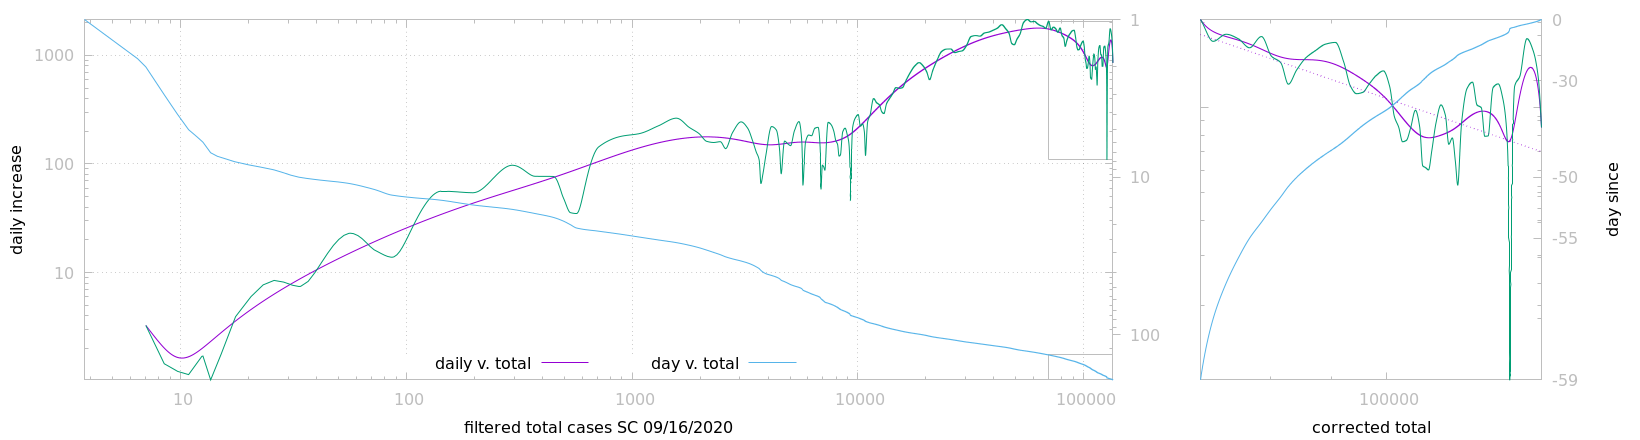 daily increase
1000
100
10
10
100
1000
10000
100000
1
10
100
daily v. total
day v. total
filtered total cases SC 09/16/2020
0
-30
-50
-55
-59
day since
100000
corrected total